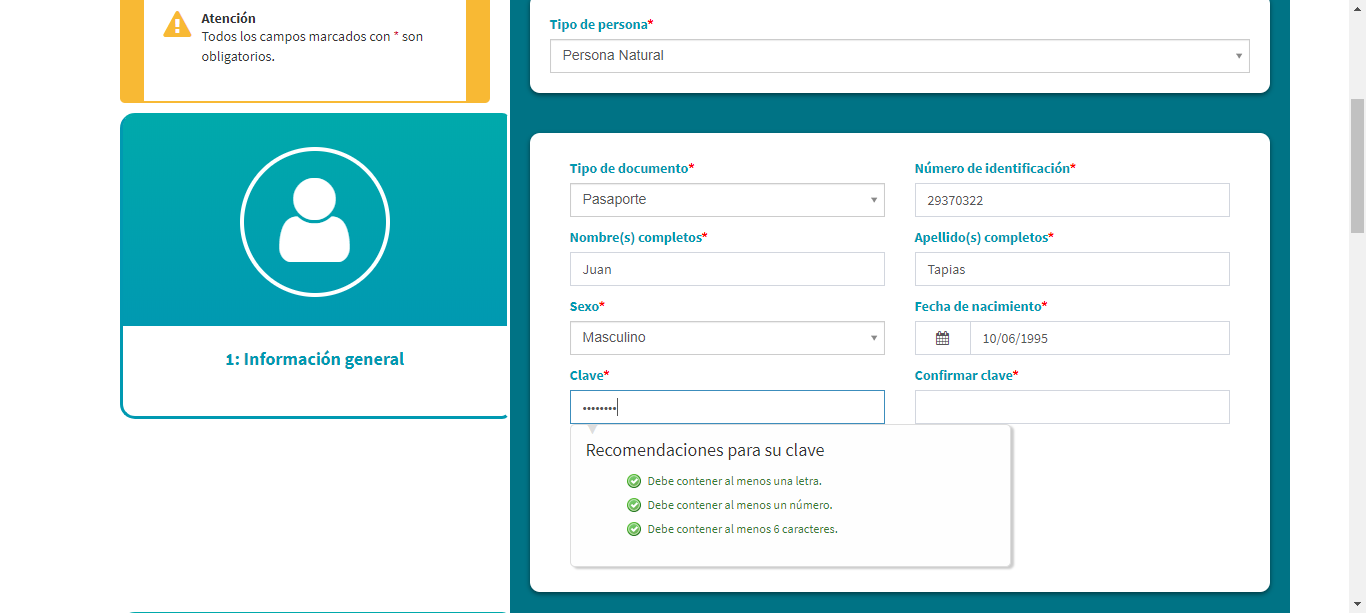 Atención
Todos los campos marcados con * son
obligatorios.
1: Información general
Tipo de persona*
Persona Natural
Tipo de documento*
Número de identificación*
Pasaporte
29370322
Nombre(s) completos*
Apellido(s) completos*
Juan
Tapias
Sexo*
Fecha de nacimiento*
Masculino
10/06/1995
Clave*
Confirmar clave*
••••••••
Recomendaciones para su clave
Debe contener al menos una letra.
Debe contener al menos un número.
Debe contener al menos 6 caracteres.